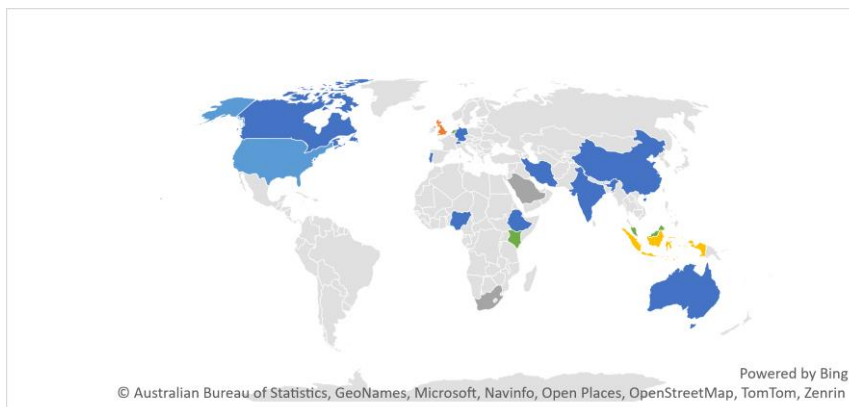 Powered by Bing
© Australian Bureau of Statistics, GeoNames, Microsoft, Navinfo, Open Places, OpenStreetMap, TomTom, Zenrin